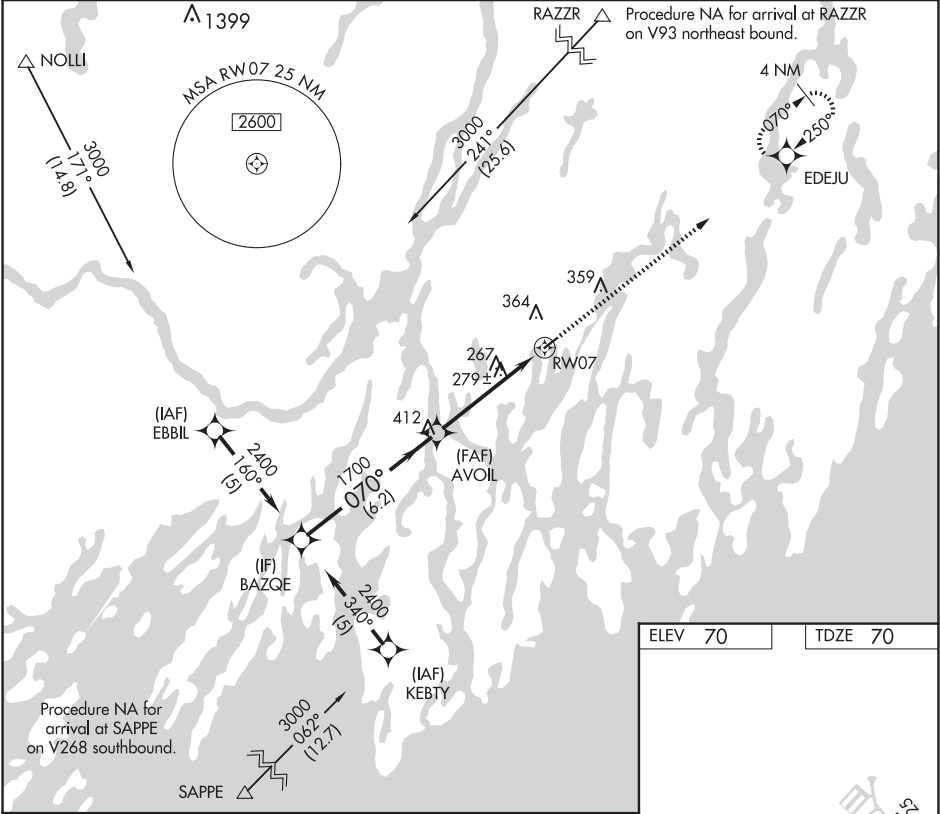 1399
RAZZR
Procedure NA for arrival at RAZZR
on V93 northeast bound.
NOLLI
MSA RW07 25 NM
2600
4 NM
070°
250°
EDEJU
3000
171°
(14.8)
3000
241°
(25.6)
359
364
267
279±
RW07
412
(IAF)
EBBIL
(FAF)
AVOIL
2400
160°
(5)
1700
070°
(6.2)
(IF)
BAZQE
2400
340°
(5)
(IAF)
KEBTY
ELEV 70
TDZE 70
Procedure NA for
arrival at SAPPE
on V268 southbound.
3000
062°
(12.7)
SAPPE
25